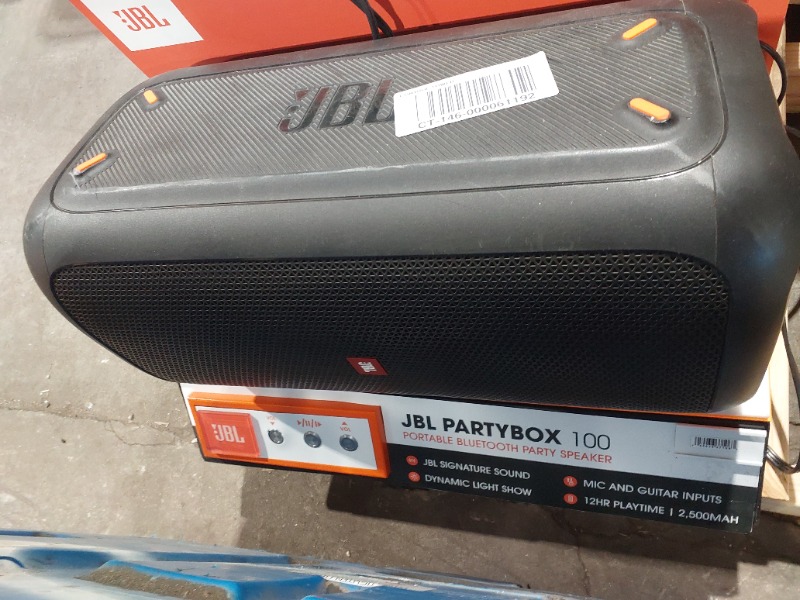 JBL
JBL
CT-146-000061192
JBL
JBL
VOL
JBL PARTYBOX 100
PORTABLE BLUETOOTH PARTY SPEAKER
JBL SIGNATURE SOUND
DYNAMIC LIGHT SHOW
MIC AND GUITAR INPUTS
12HR PLAYTIME | 2,500MAH